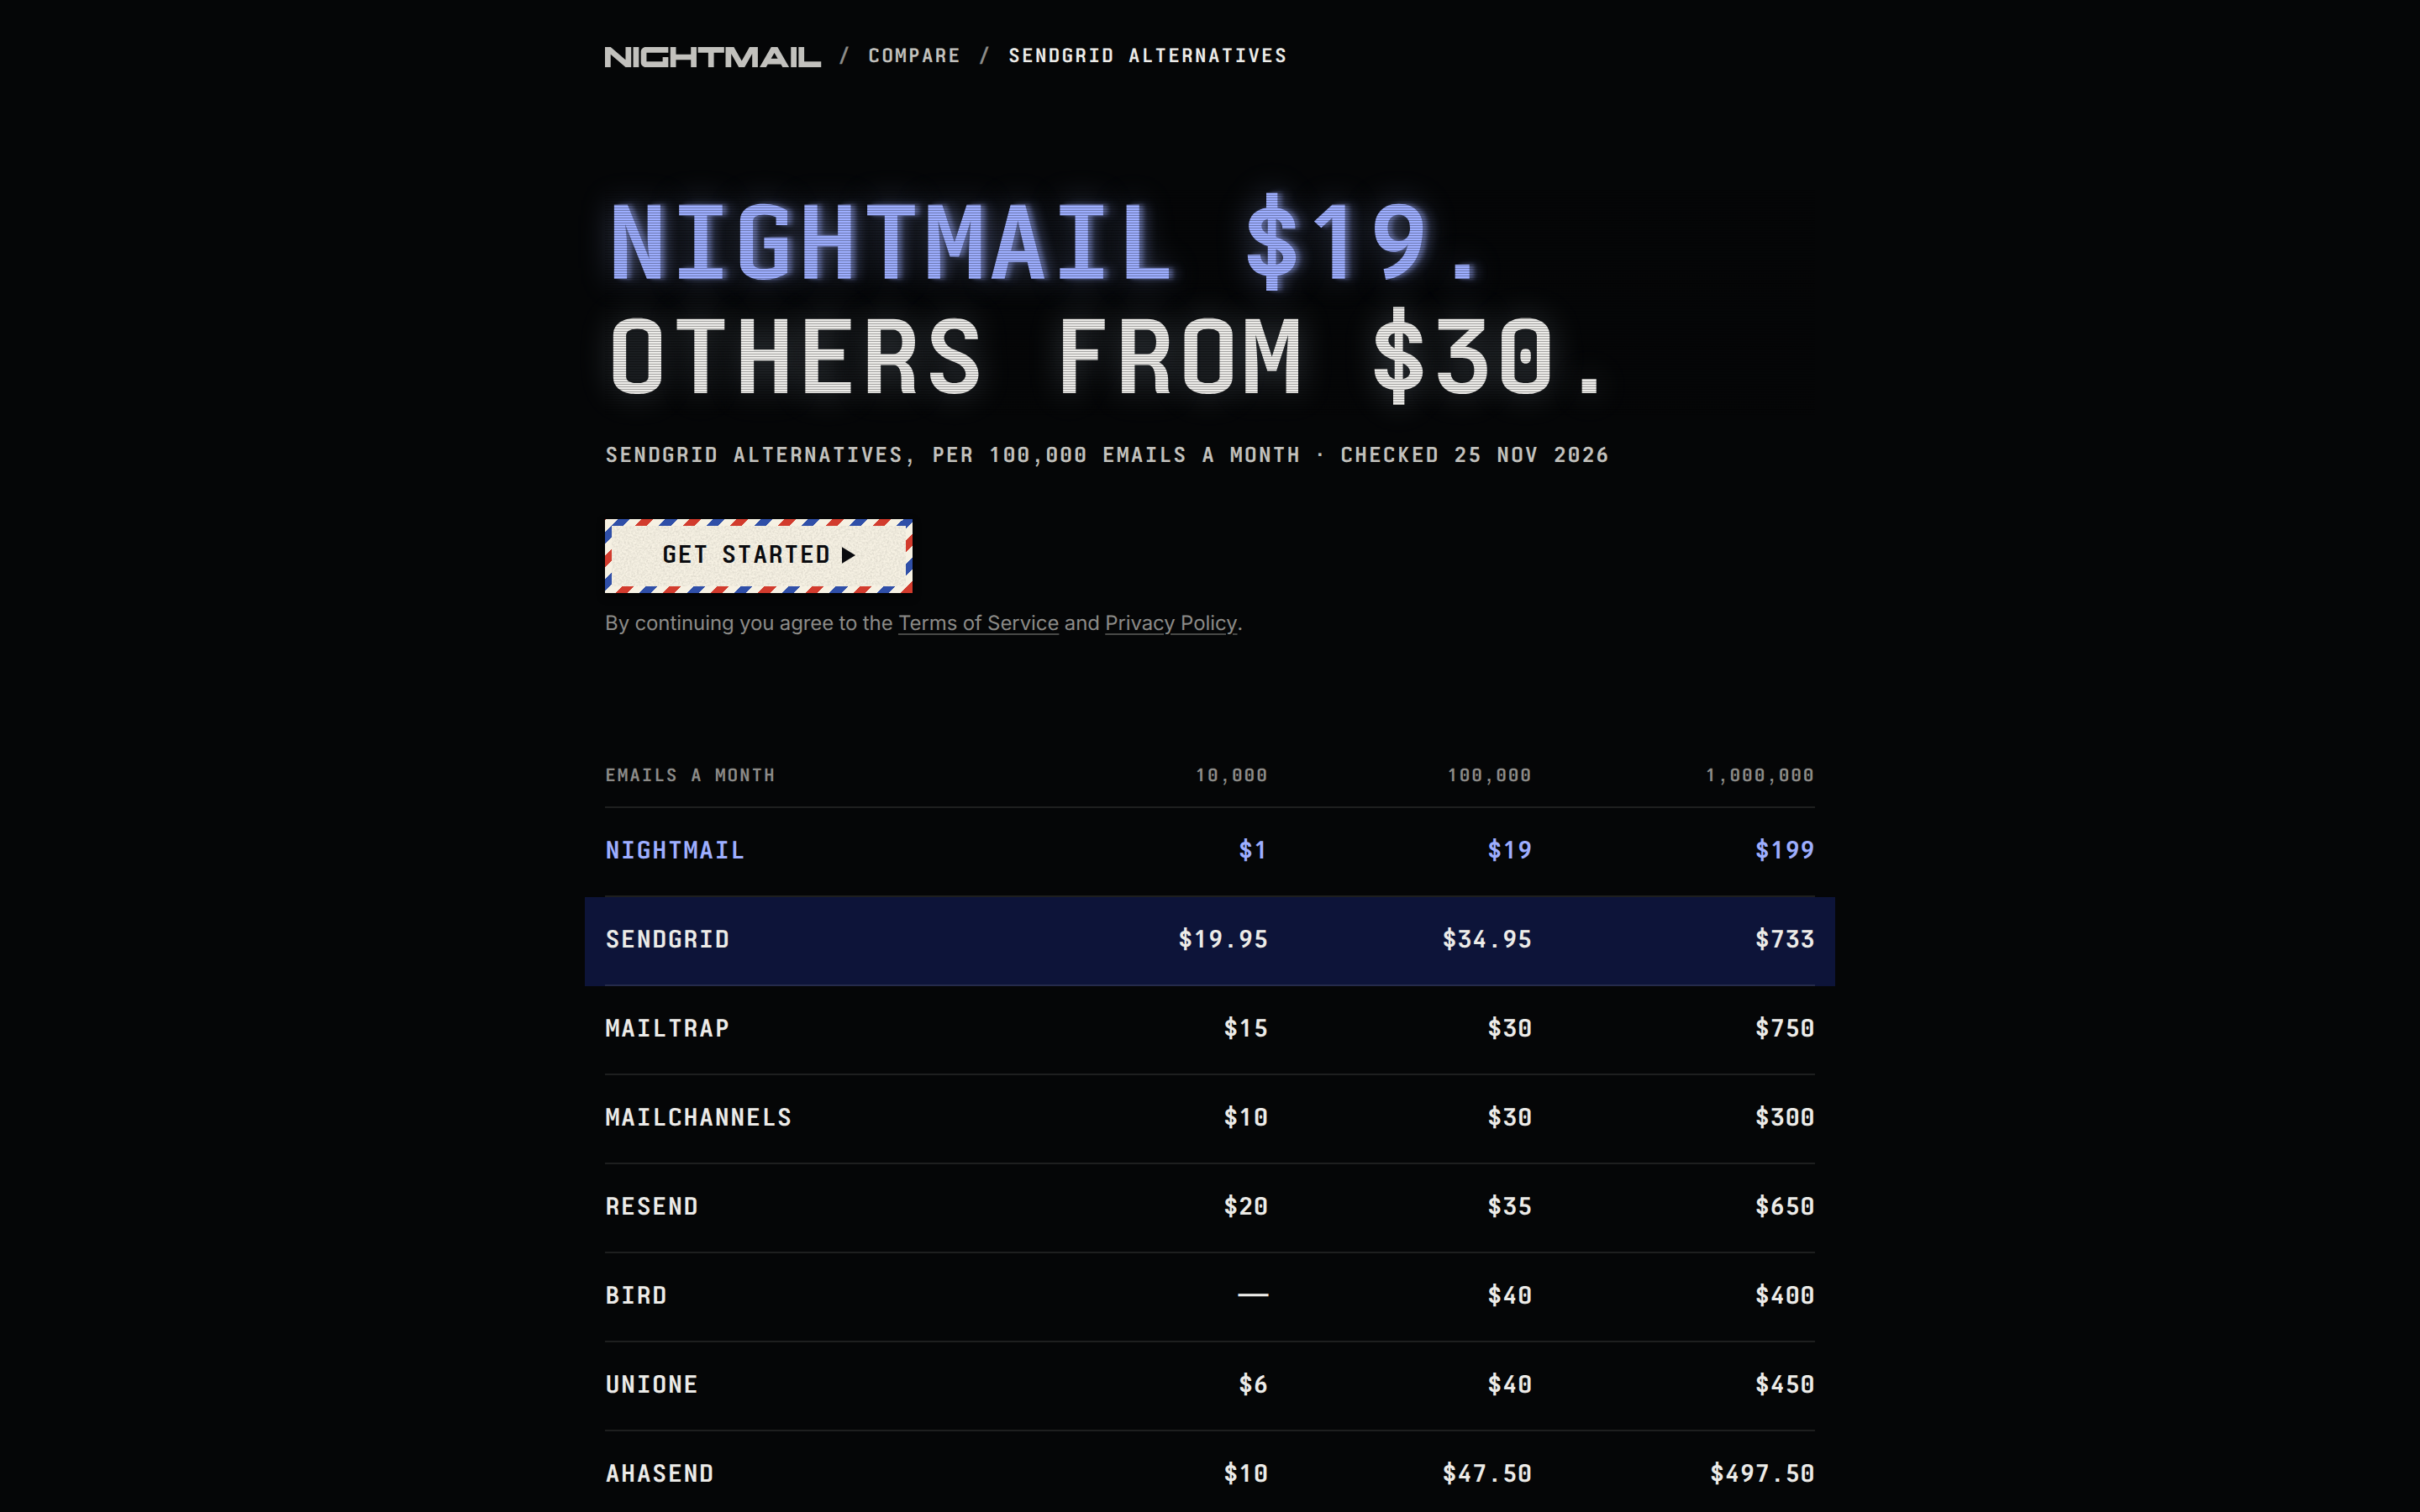 NIGHTMAIL / COMPARE / SENDGRID ALTERNATIVES
NIGHTMAIL $19.
OTHERS FROM $30.
SENDGRID ALTERNATIVES, PER 100,000 EMAILS A MONTH · CHECKED 25 NOV 2026
GET STARTED ▶
By continuing you agree to the Terms of Service and Privacy Policy.
EMAILS A MONTH 10,000 100,000 1,000,000
NIGHTMAIL $1 $19 $199
SENDGRID $19.95 $34.95 $733
MAILTRAP $15 $30 $750
MAILCHANNELS $10 $30 $300
RESEND $20 $35 $650
BIRD — $40 $400
UNIONE $6 $40 $450
AHASEND $10 $47.50 $497.50